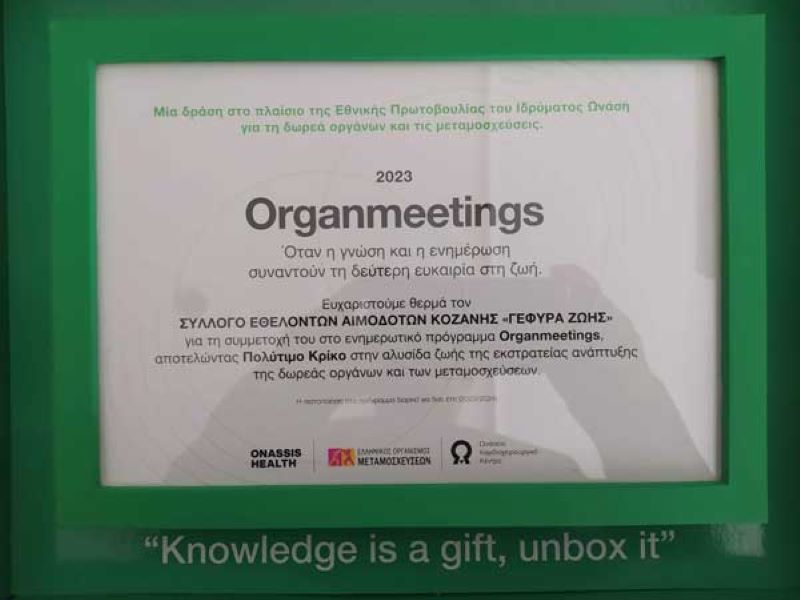 Μία δράση στο πλαίσιο της Εθνικής Πρωτοβουλίας του Ιδρύματος Ωνάση
για τη δωρεά οργάνων και τις μεταμοσχεύσεις.
2023
Organmeetings
Όταν η γνώση και η ενημέρωση
συναντούν τη δεύτερη ευκαιρία στη ζωή.
Ευχαριστούμε θερμά τον
ΣΥΛΛΟΓΟ ΕΘΕΛΟΝΤΩΝ ΑΙΜΟΔΟΤΩΝ ΚΟΖΑΝΗΣ «ΓΕΦΥΡΑ ΖΩΗΣ»
για τη συμμετοχή του στο ενημερωτικό πρόγραμμα Organmeetings,
αποτελώντας Πολύτιμο Κρίκο στην αλυσίδα ζωής της εκστρατείας ανάπτυξης
της δωρεάς οργάνων και των μεταμοσχεύσεων.
ONASSIS
HEALTH
ΕΛΛΗΝΙΚΟΣ ΟΡΓΑΝΙΣΜΟΣ
ΜΕΤΑΜΟΣΧΕΥΣΕΩΝ
Ωνάσειο
Καρδιοχειρουργικό
Κέντρο
“Knowledge is a gift, unbox it”